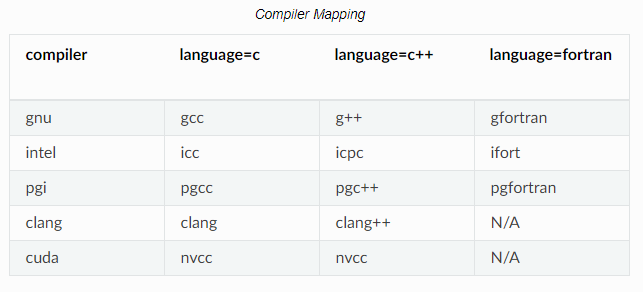 Compiler Mapping
compiler language=c language=c++ language=fortran
gnu gcc g++ gfortran
intel icc icpc ifort
pgi pgcc pgc++ pgfortran
clang clang clang++ N/A
cuda nvcc nvcc N/A